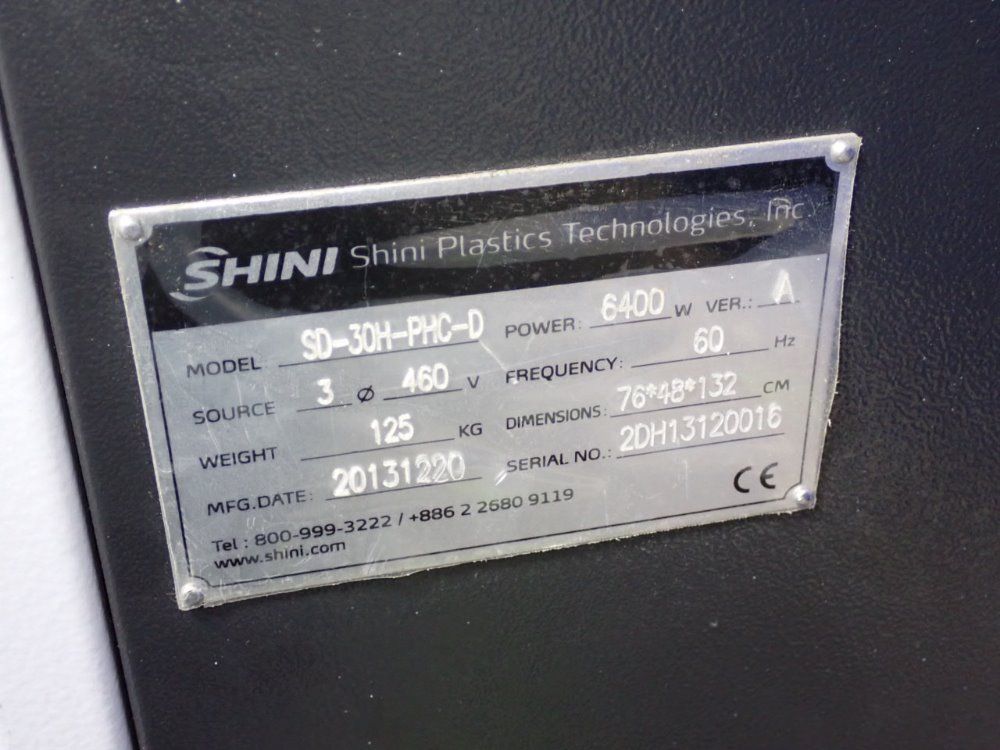 SHINI Shini Plastics Technologies, Inc
MODEL SD-30H-PHC-D POWER: 6400 W VER.: A
SOURCE 3 Ø 460 V FREQUENCY: 60 Hz
WEIGHT 125 KG DIMENSIONS: 76*48*132 CM
MFG.DATE: 20131220 SERIAL NO.: 2DH13120016
Tel : 800-999-3222 / +886 2 2680 9119
www.shini.com
CE